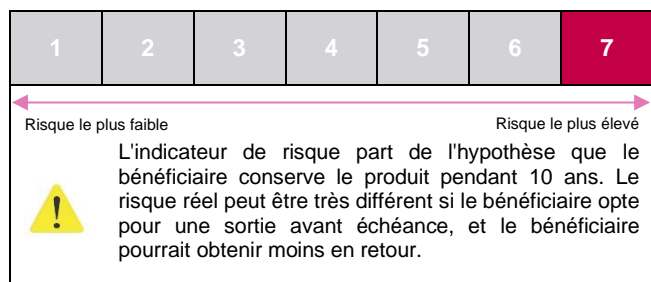 1 2 3 4 5 6 7
Risque le plus faible Risque le plus élevé
L'indicateur de risque part de l'hypothèse que le
bénéficiaire conserve le produit pendant 10 ans. Le
risque réel peut être très différent si le bénéficiaire opte
pour une sortie avant échéance, et le bénéficiaire
pourrait obtenir moins en retour.